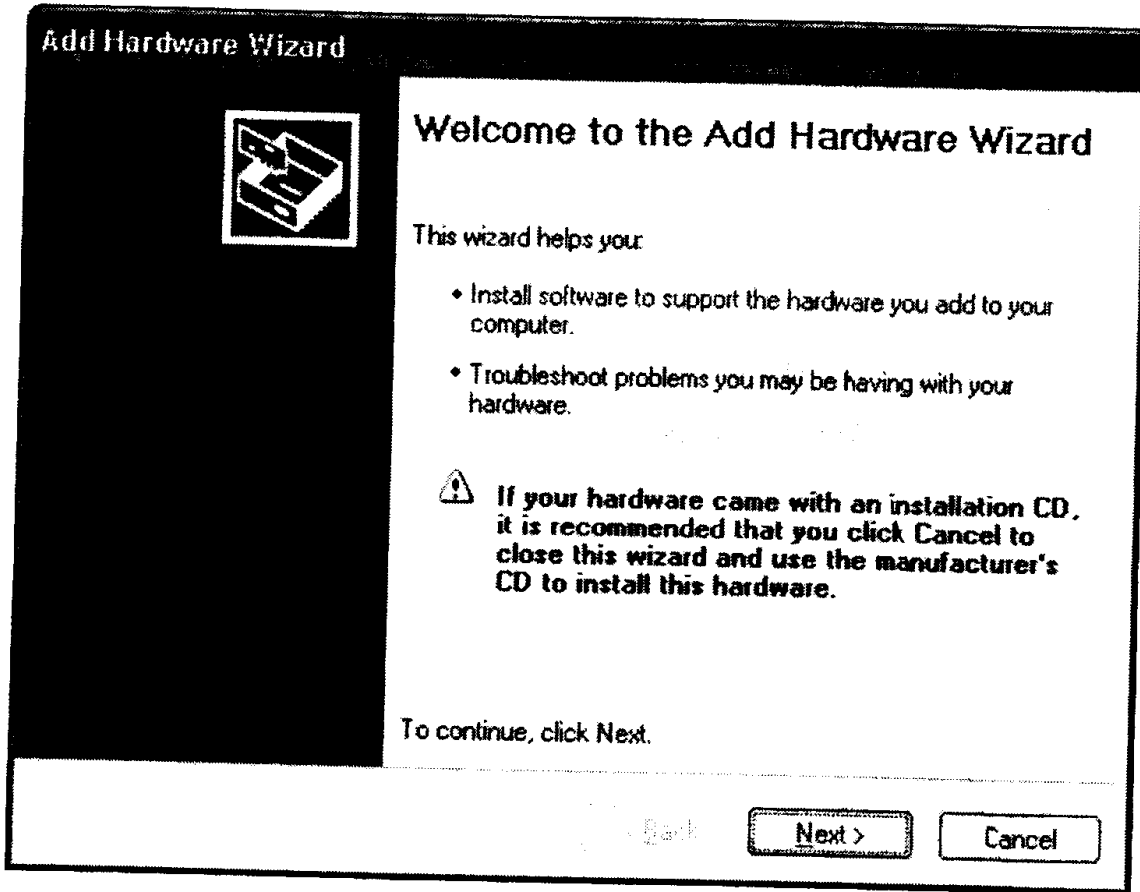 Add Hardware Wizard
Welcome to the Add Hardware Wizard
This wizard helps you:
• Install software to support the hardware you add to your
computer.
• Troubleshoot problems you may be having with your
hardware.
If your hardware came with an installation CD,
it is recommended that you click Cancel to
close this wizard and use the manufacturer's
CD to install this hardware.
To continue, click Next.
< Back
Next >
Cancel